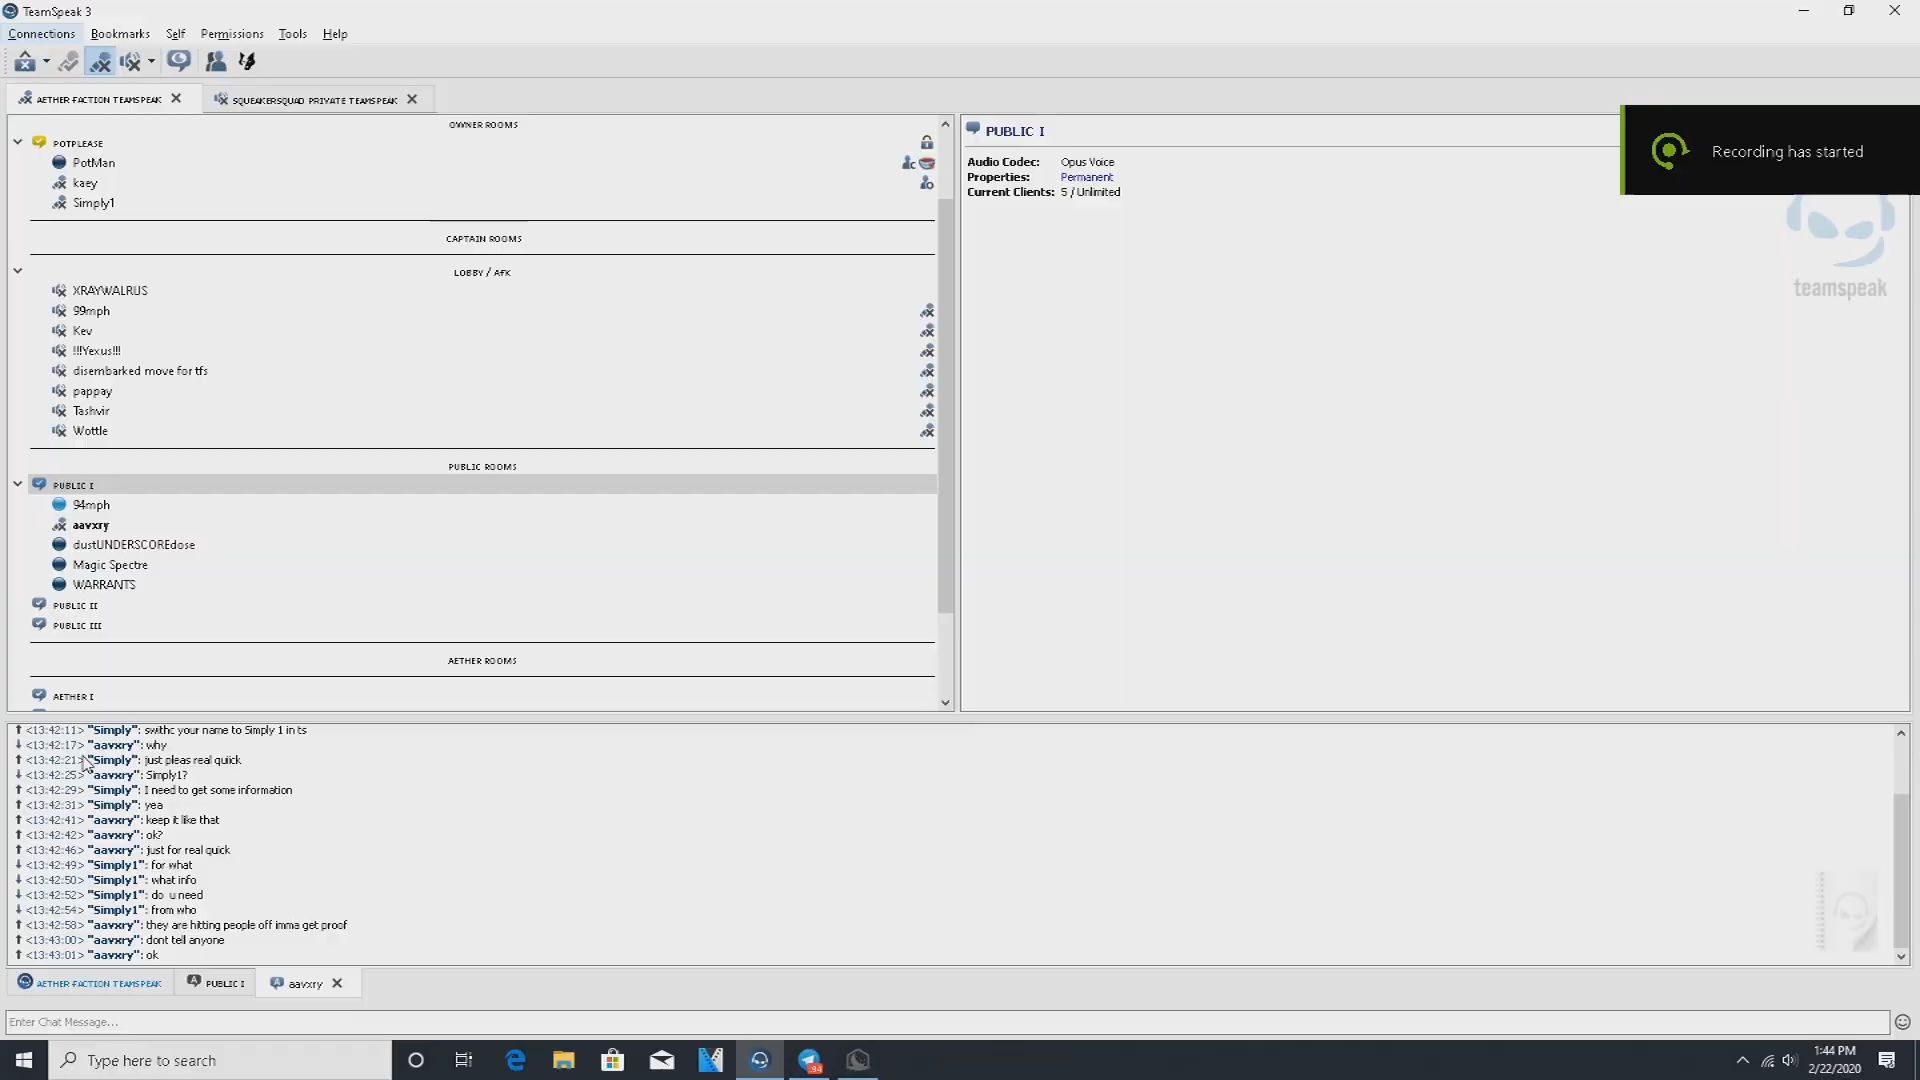 TeamSpeak 3
Connections Bookmarks Self Permissions Tools Help
AETHER FACTION TEAMSPEAK SQUEAKERSQUAD PRIVATE TEAMSPEAK
OWNER ROOMS
POTPLEASE
PotMan
kaey
Simply1
CAPTAIN ROOMS
LOBBY / AFK
XRAYWALRUS
99mph
Kev
!!!Yexus!!!
disembarked move for tfs
pappay
Tashvir
Wottle
PUBLIC ROOMS
PUBLIC I
94mph
aavxry
dustUNDERSCOREdose
Magic Spectre
WARRANTS
PUBLIC II
PUBLIC III
AETHER ROOMS
AETHER I
PUBLIC I
Audio Codec: Opus Voice
Properties: Permanent
Current Clients: 5 / Unlimited
Recording has started
teamspeak
<13:42:11> "Simply": swithc your name to Simply 1 in ts
<13:42:17> "aavxry": why
<13:42:21> "Simply": just pleas real quiick
<13:42:25> "aavxry": Simply1?
<13:42:29> "Simply": I need to get some information
<13:42:31> "Simply": yea
<13:42:41> "aavxry": keep it like that
<13:42:42> "aavxry": ok?
<13:42:46> "aavxry": just for real quick
<13:42:49> "Simply1": for what
<13:42:50> "Simply1": what info
<13:42:52> "Simply1": do u need
<13:42:54> "Simply1": from who
<13:42:58> "aavxry": they are hitting people off imma get proof
<13:43:00> "aavxry": dont tell anyone
<13:43:01> "aavxry": ok
AETHER FACTION TEAMSPEAK PUBLIC I aavxry
Enter Chat Message...
Type here to search
94
1:44 PM
2/22/2020